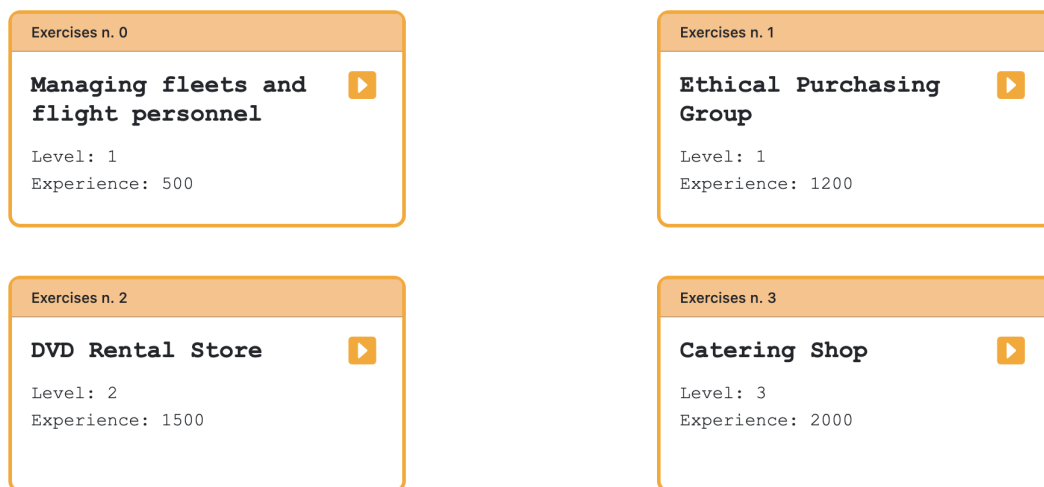 Exercises n. 0
Managing fleets and
flight personnel
Level: 1
Experience: 500
Exercises n. 1
Ethical Purchasing
Group
Level: 1
Experience: 1200
Exercises n. 2
DVD Rental Store
Level: 2
Experience: 1500
Exercises n. 3
Catering Shop
Level: 3
Experience: 2000